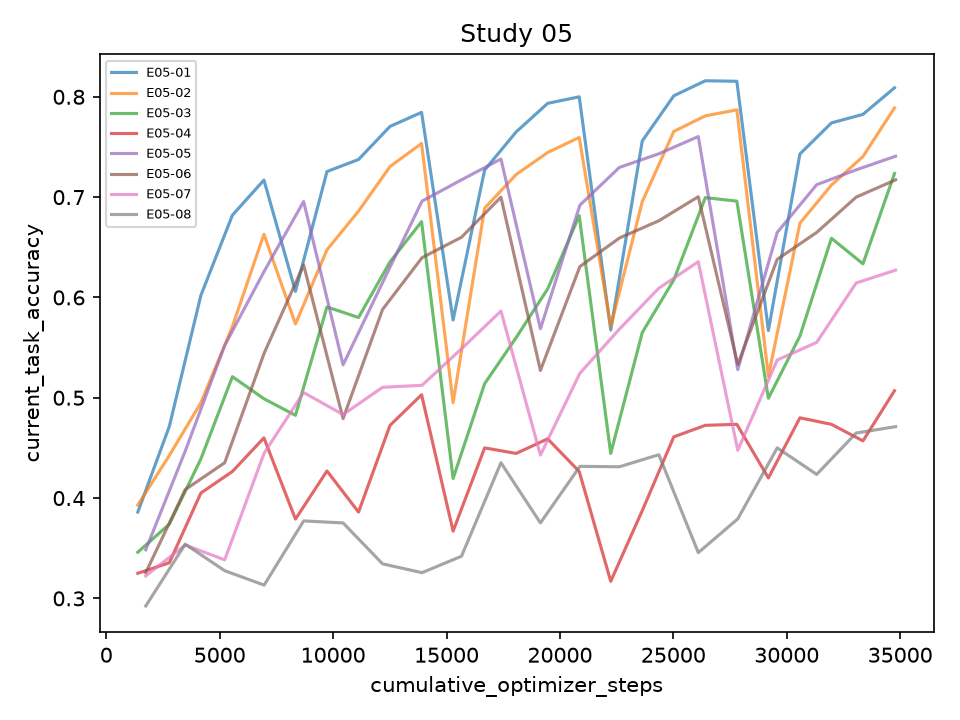 Study 05
E05-01
E05-02
E05-03
E05-04
E05-05
E05-06
E05-07
E05-08
0.8
0.7
0.6
0.5
0.4
0.3
current_task_accuracy
0 5000 10000 15000 20000 25000 30000 35000
cumulative_optimizer_steps